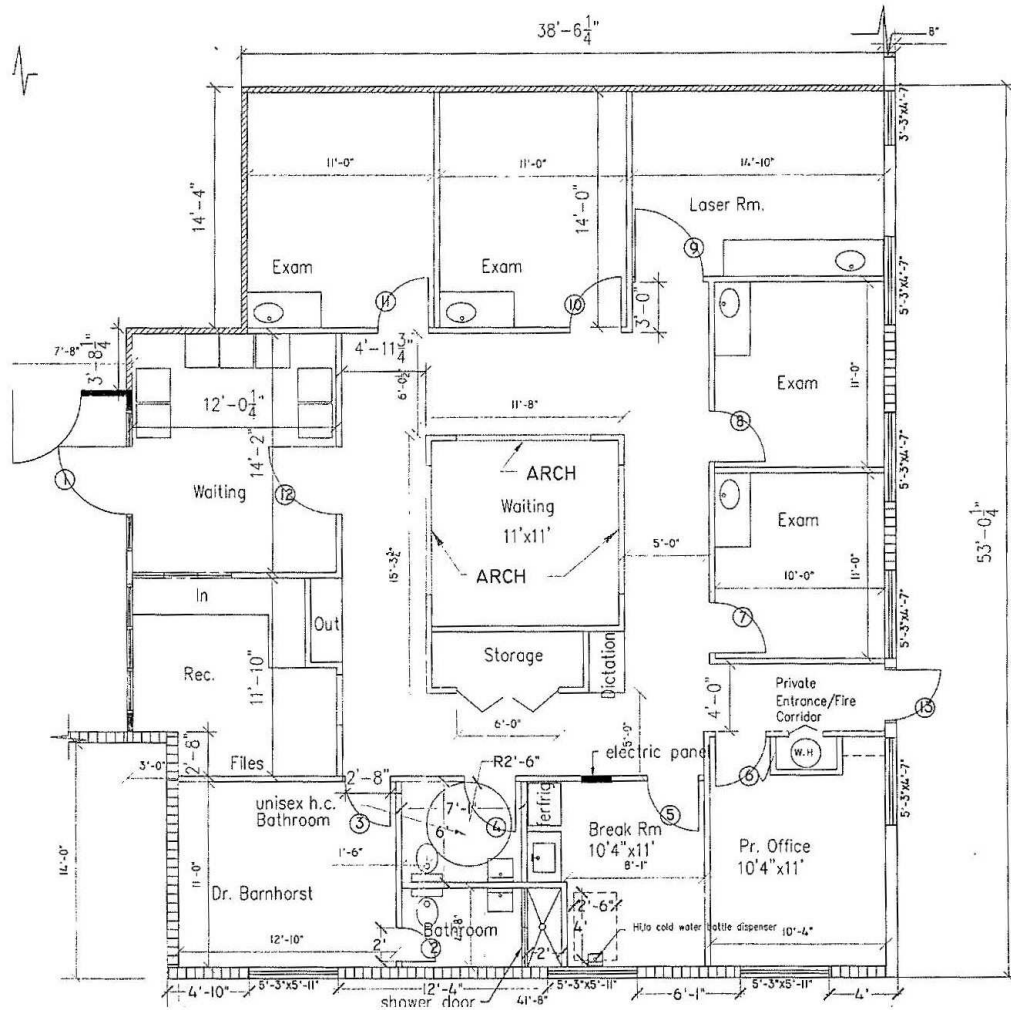 38'-6 1/4"
8"
5'-3"x4'-7"
11'-0"
11'-0"
14'-10"
14'-4"
14'-0"
Laser Rm.
9
Exam
Exam
11
10
5'-3"x4'-7"
3'-0"
7'-8"
3'-8 1/4"
4'-11 3/4"
6'-0 1/2"
12'-0 1/4"
11'-8"
Exam
11'-0"
8
14'-2"
ARCH
1
12
Waiting
Waiting
11'x11'
5'-3"x4'-7"
Exam
53'-0 1/4"
5'-0"
ARCH
10'-0"
11'-0"
15'-3 1/2"
In
Out
7
5'-3"x4'-7"
Rec.
11'-10"
Storage
Dictation
Private
Entrance/Fire
Corridor
4'-0"
13
6'-0"
5'-0"
2'-8"
3'-0"
Files
R2'-6"
electric panel
W.H
6
2'-8"
unisex h.c.
Bathroom
3
6'
4
5
5'-3"x5'-11"
Break Rm
10'4"x11'
8'-1"
Pr. Office
10'4"x11'
14'-0"
11'-0"
1'-6"
Dr. Barnhorst
Bathroom
2'-6"
4'
cold water bottle dispenser
12'-10"
2'
2
2'
10'-4"
4'-10"
5'-3"x5'-11"
12'-4"
5'-3"x5'-11"
6'-1"
5'-3"x5'-11"
4'
shower door
41'-8"